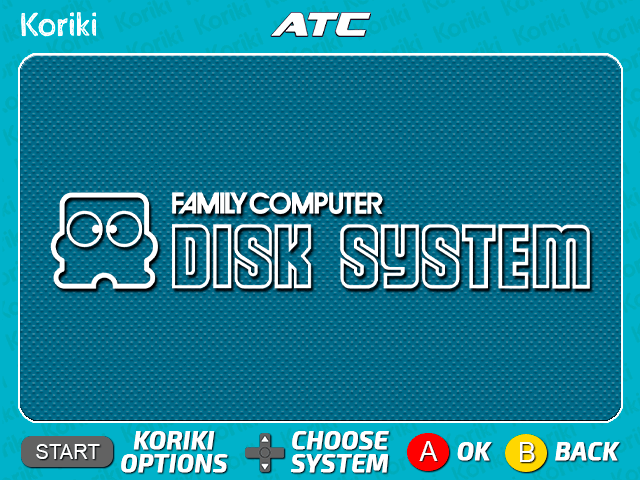 Koriki
ATC
FAMILY COMPUTER
DISK SYSTEM
START
KORIKI
OPTIONS
CHOOSE
SYSTEM
A
OK
B
BACK